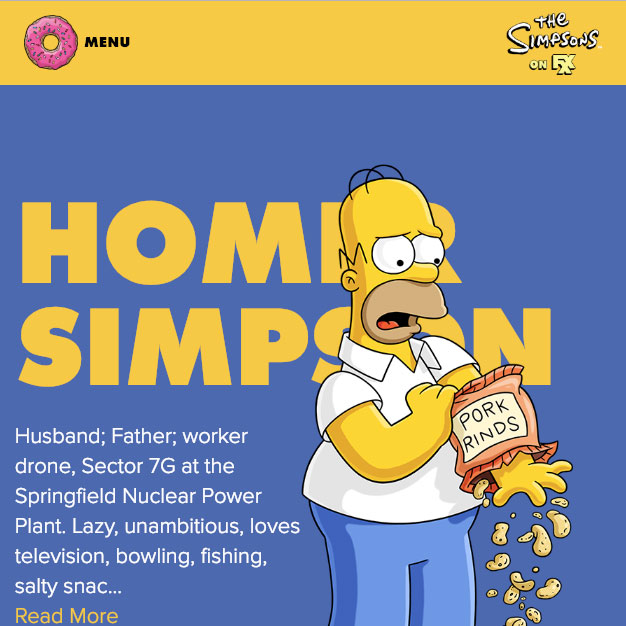 MENU
THE
SIMPSONS
ON FXX
HOMER
SIMPSON
PORK
RINDS
Husband; Father; worker
drone, Sector 7G at the
Springfield Nuclear Power
Plant. Lazy, unambitious, loves
television, bowling, fishing,
salty snac...
Read More